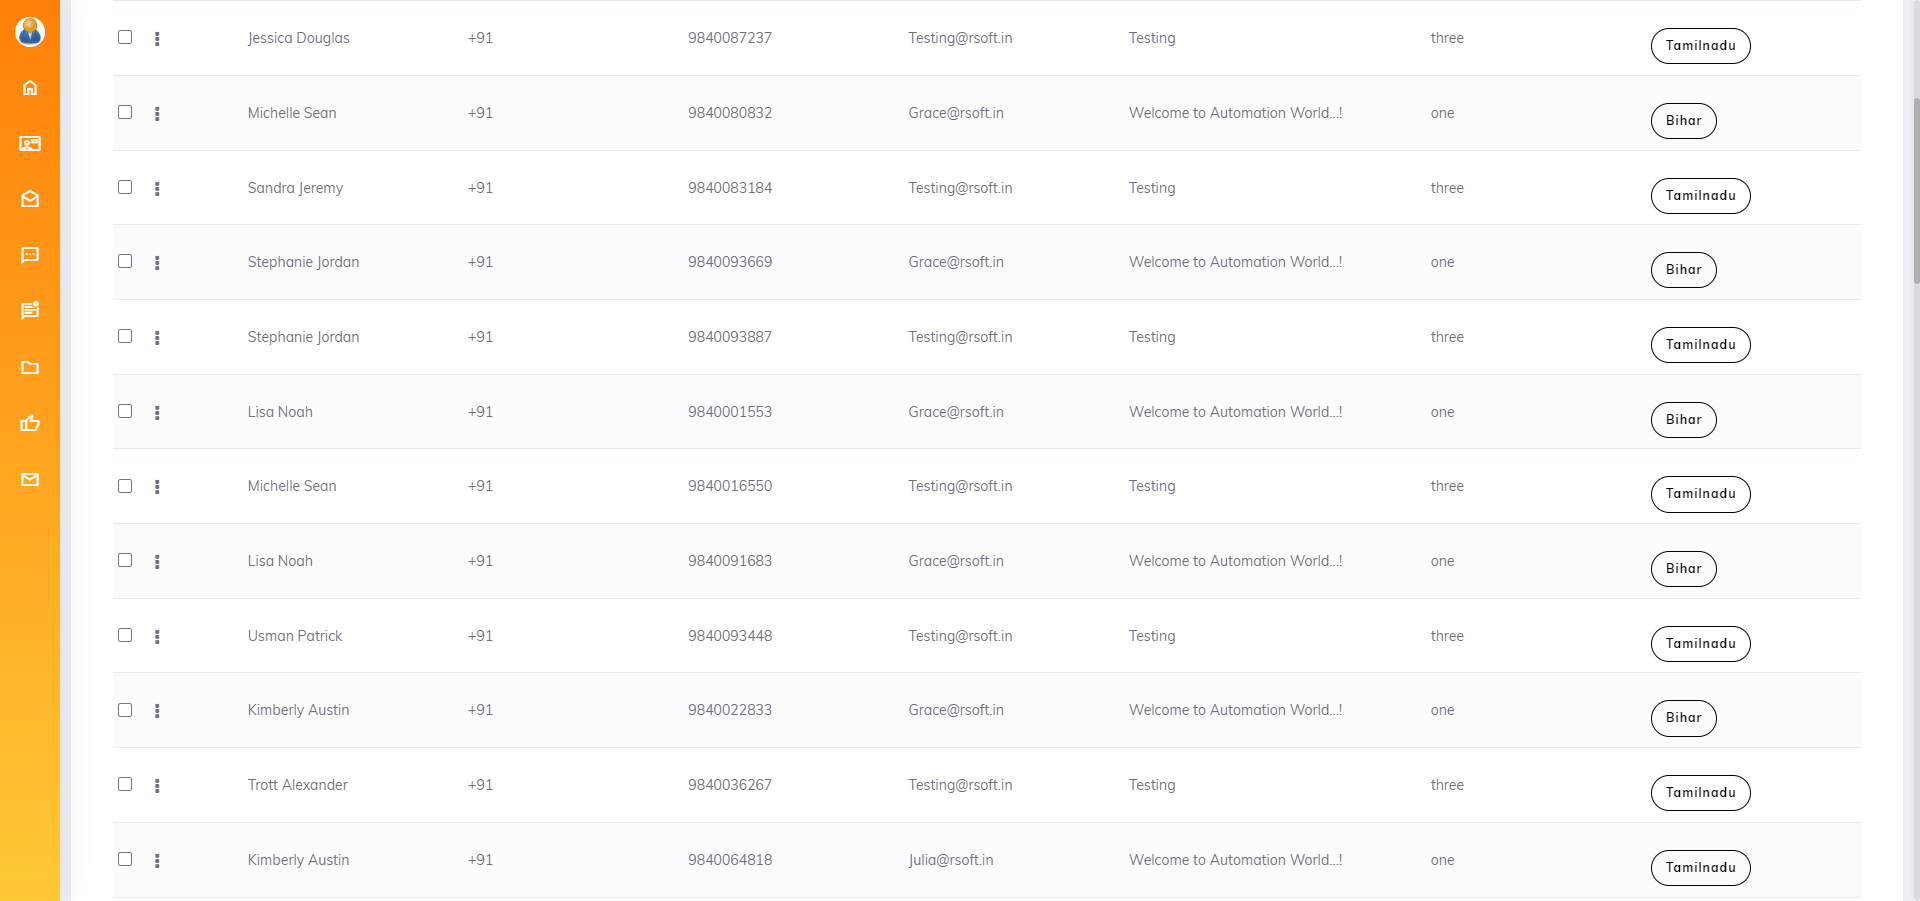 Jessica Douglas +91 9840087237 Testing@rsoft.in Testing three Tamilnadu
Michelle Sean +91 9840080832 Grace@rsoft.in Welcome to Automation World...! one Bihar
Sandra Jeremy +91 9840083184 Testing@rsoft.in Testing three Tamilnadu
Stephanie Jordan +91 9840093669 Grace@rsoft.in Welcome to Automation World...! one Bihar
Stephanie Jordan +91 9840093887 Testing@rsoft.in Testing three Tamilnadu
Lisa Noah +91 9840001553 Grace@rsoft.in Welcome to Automation World...! one Bihar
Michelle Sean +91 9840016550 Testing@rsoft.in Testing three Tamilnadu
Lisa Noah +91 9840091683 Grace@rsoft.in Welcome to Automation World...! one Bihar
Usman Patrick +91 9840093448 Testing@rsoft.in Testing three Tamilnadu
Kimberly Austin +91 9840022833 Grace@rsoft.in Welcome to Automation World...! one Bihar
Trott Alexander +91 9840036267 Testing@rsoft.in Testing three Tamilnadu
Kimberly Austin +91 9840064818 Julia@rsoft.in Welcome to Automation World...! one Tamilnadu